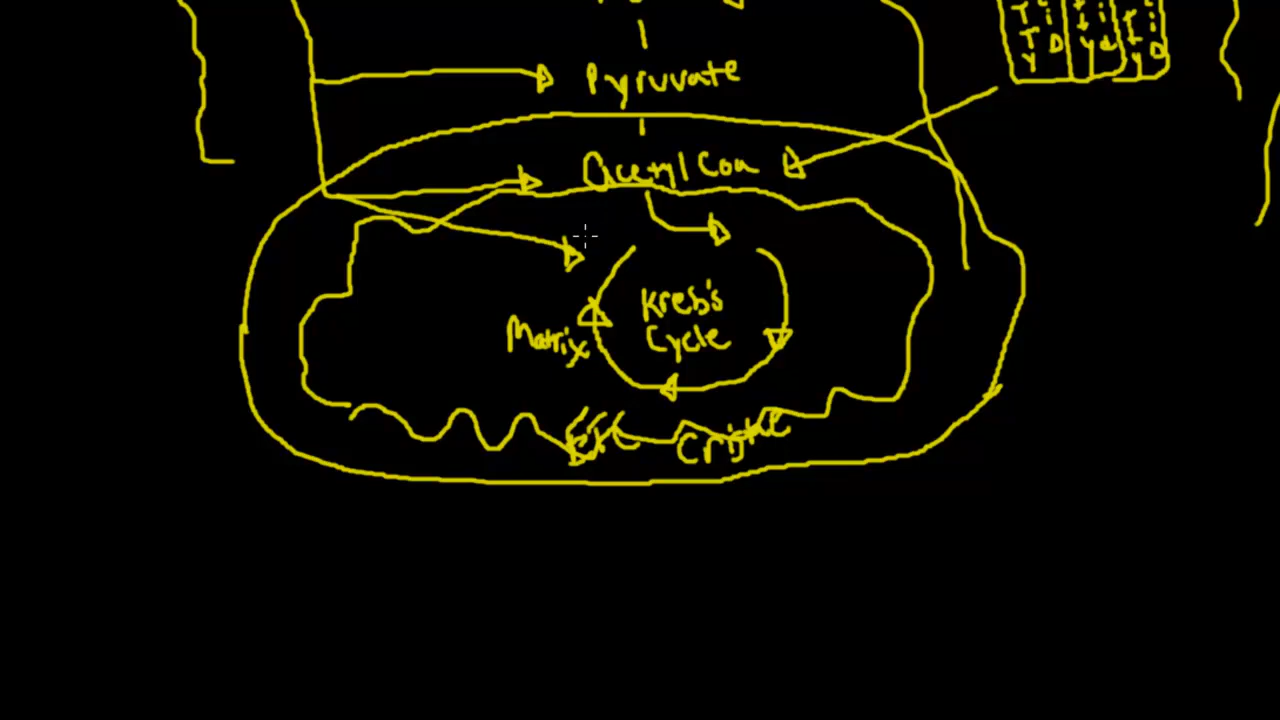 Pyruvate
acetyl Coa
Kreb's
Cycle
Matrix
ETC
Cristae